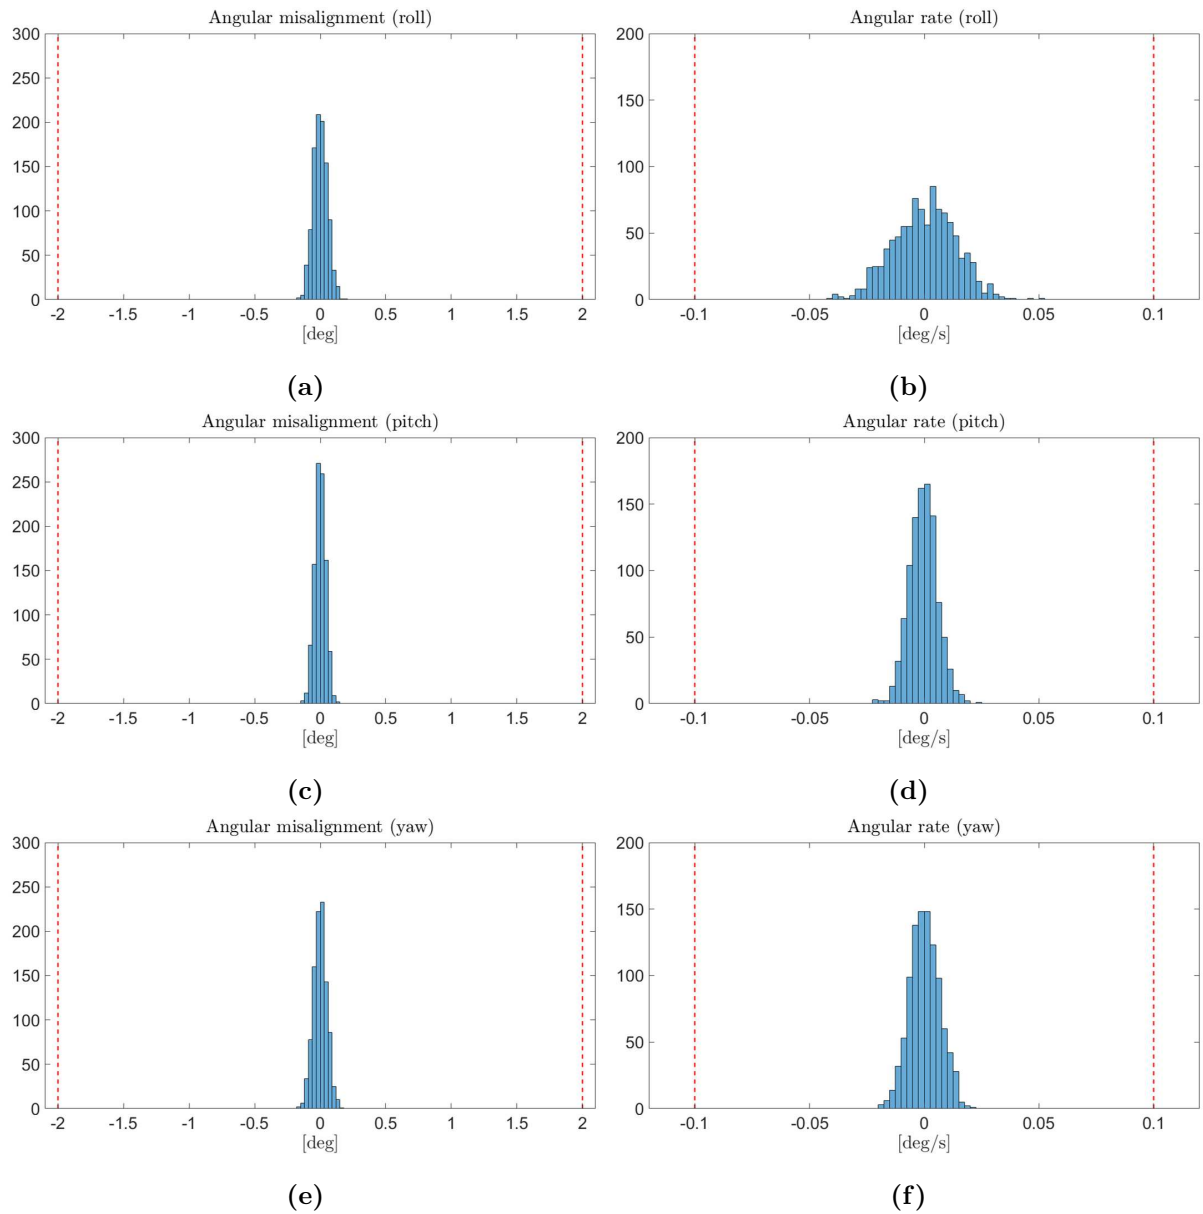 Angular misalignment (roll)
300
250
200
150
100
50
0
-2 -1.5 -1 -0.5 0 0.5 1 1.5 2
[deg]
(a)
Angular rate (roll)
200
150
100
50
0
-0.1 -0.05 0 0.05 0.1
[deg/s]
(b)
Angular misalignment (pitch)
300
250
200
150
100
50
0
-2 -1.5 -1 -0.5 0 0.5 1 1.5 2
[deg]
(c)
Angular rate (pitch)
200
150
100
50
0
-0.1 -0.05 0 0.05 0.1
[deg/s]
(d)
Angular misalignment (yaw)
300
250
200
150
100
50
0
-2 -1.5 -1 -0.5 0 0.5 1 1.5 2
[deg]
(e)
Angular rate (yaw)
200
150
100
50
0
-0.1 -0.05 0 0.05 0.1
[deg/s]
(f)